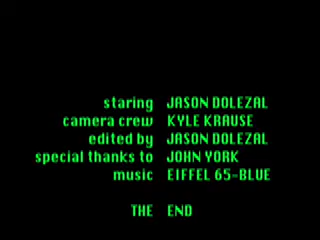 staring JASON DOLEZAL
camera crew KYLE KRAUSE
edited by JASON DOLEZAL
special thanks to JOHN YORK
music EIFFEL 65-BLUE
THE END